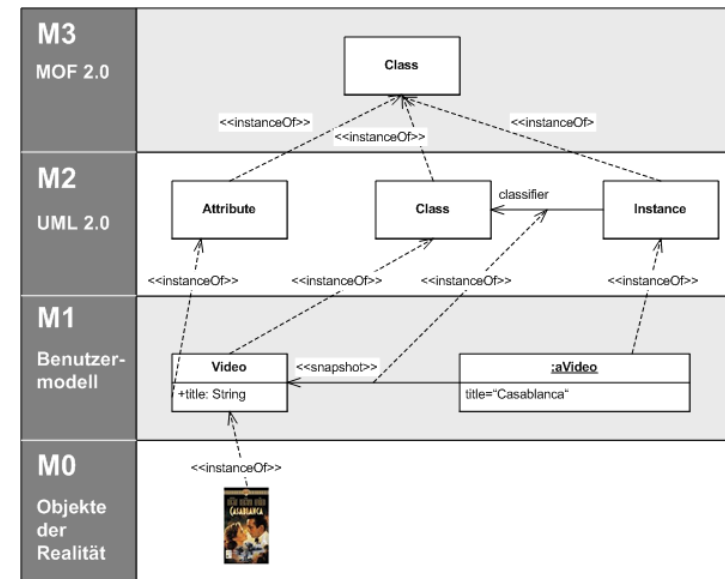 M3
MOF 2.0
Class
<<instanceOf>>
<<instanceOf>>
<<instanceOf>
M2
UML 2.0
Attribute
Class
classifier
Instance
<<instanceOf>>
<<instanceOf>>
<<instanceOf>>
<<instanceOf>>
M1
Benutzer-
modell
Video
+title: String
<<snapshot>>
:aVideo
title="Casablanca"
M0
Objekte
der
Realität
<<instanceOf>>
CASABLANCA